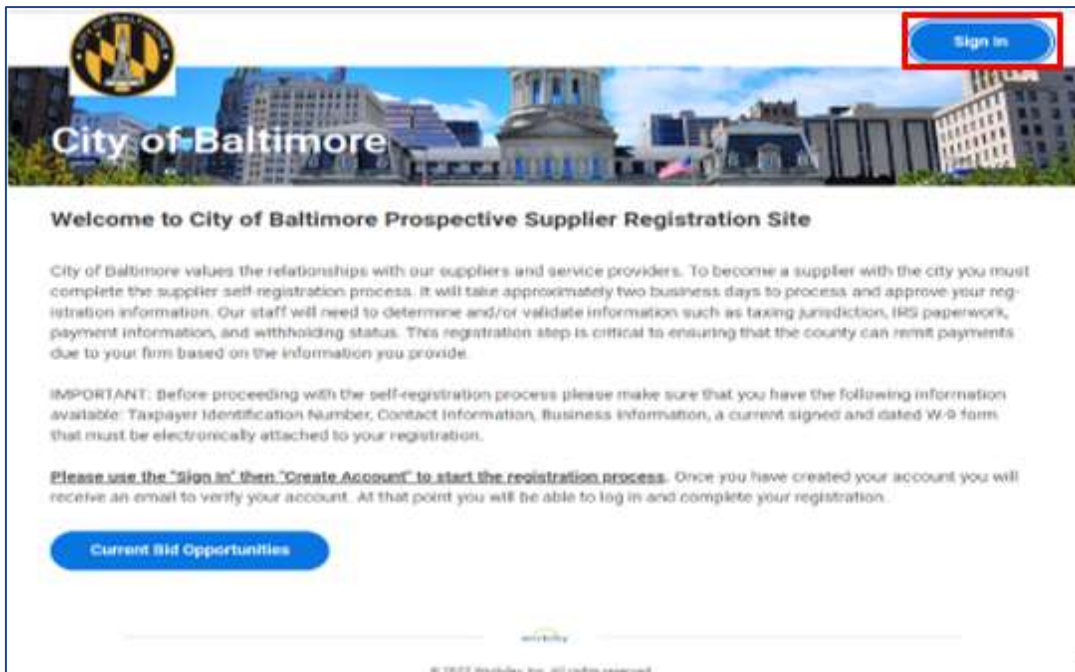 CITY OF BALTIMORE
Sign In
City of Baltimore
Welcome to City of Baltimore Prospective Supplier Registration Site
City of Baltimore values the relationships with our suppliers and service providers. To become a supplier with the city you must
complete the supplier self-registration process. It will take approximately two business days to process and approve your reg-
istration information. Our staff will need to determine and/or validate information such as taxing jurisdiction, IRS paperwork,
payment information, and withholding status. This registration step is critical to ensuring that the county can remit payments
due to your firm based on the information you provide.
IMPORTANT: Before proceeding with the self-registration process please make sure that you have the following information
available: Taxpayer Identification Number, Contact Information, Business Information, a current signed and dated W-9 form
that must be electronically attached to your registration.
Please use the "Sign In" then "Create Account" to start the registration process. Once you have created your account you will
receive an email to verify your account. At that point you will be able to log in and complete your registration.
Current Bid Opportunities
workday
Workday, Inc. All rights reserved